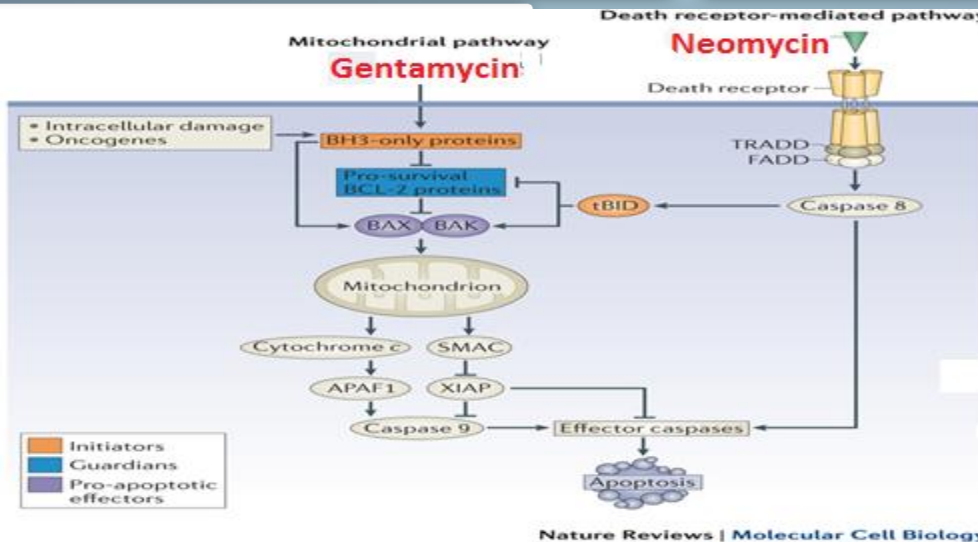 Death receptor-mediated pathway
Mitochondrial pathway
Gentamycin
Neomycin
Death receptor
• Intracellular damage
• Oncogenes
BH3-only proteins
TRADD
FADD
Pro-survival
BCL-2 proteins
tBID
Caspase 8
BAX
BAK
Mitochondrion
Cytochrome c
SMAC
APAF1
XIAP
Caspase 9
Effector caspases
Initiators
Guardians
Pro-apoptotic
effectors
Apoptosis
Nature Reviews | Molecular Cell Biology